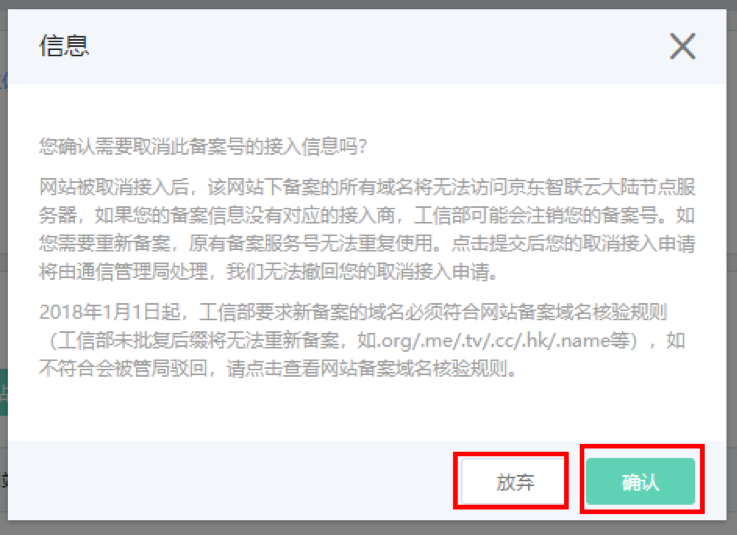 信息
您确认需要取消此备案号的接入信息吗？
网站被取消接入后，该网站下备案的所有域名将无法访问京东智联云大陆节点服
务器，如果您的备案信息没有对应的接入商，工信部可能会注销您的备案号。如
您需要重新备案，原有备案服务号无法重复使用。点击提交后您的取消接入申请
将由通信管理局处理，我们无法撤回您的取消接入申请。
2018年1月1日起，工信部要求新备案的域名必须符合网站备案域名核验规则
（工信部未批复后缀将无法重新备案，如.org/.me/.tv/.cc/.hk/.name等），如
不符合会被管局驳回，请点击查看网站备案域名核验规则。
放弃
确认